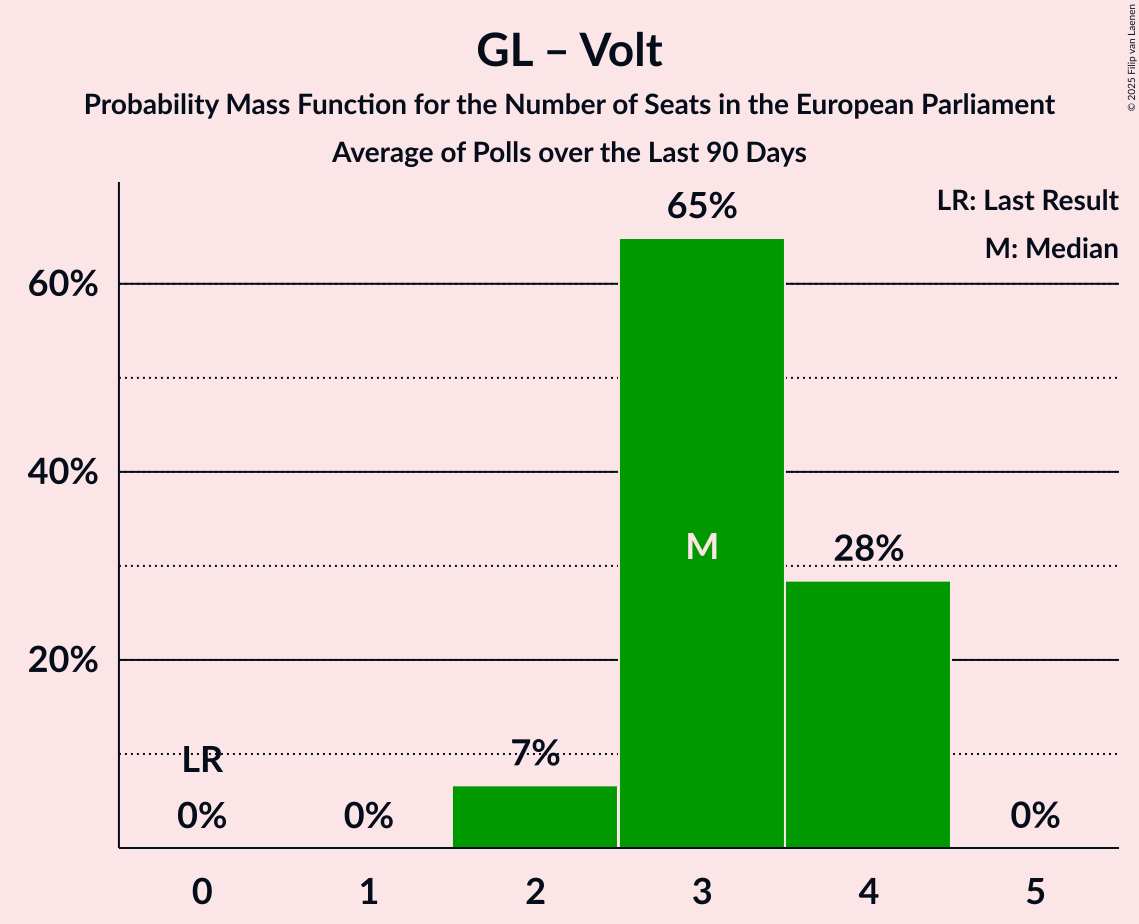 GL – Volt
Probability Mass Function for the Number of Seats in the European Parliament
Average of Polls over the Last 90 Days
© 2025 Filip van Laenen
LR: Last Result
M: Median
60%
40%
20%
LR
0%
0%
7%
65%
M
28%
0%
0
1
2
3
4
5